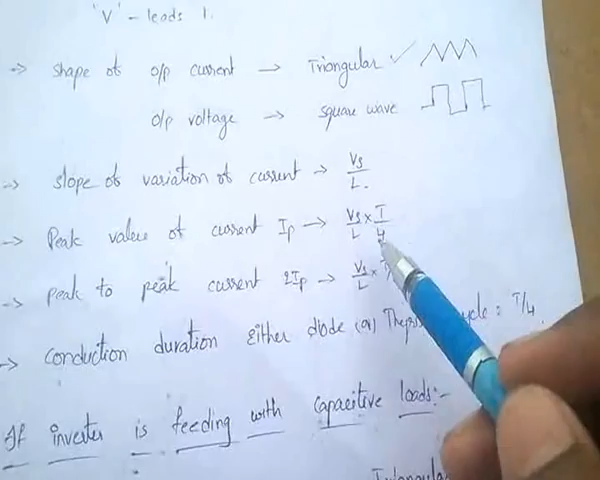 'V' - leads I.
→ shape of o/p current → Triangular ✓
o/p voltage → square wave
→ slope of variation of current → Vs/L.
→ Peak value of current Ip → Vs/L × T/4
→ peak to peak current 2Ip → Vs/L ×
→ conduction duration either diode (or) : T/4
If inverter is feeding with capacitive loads:-